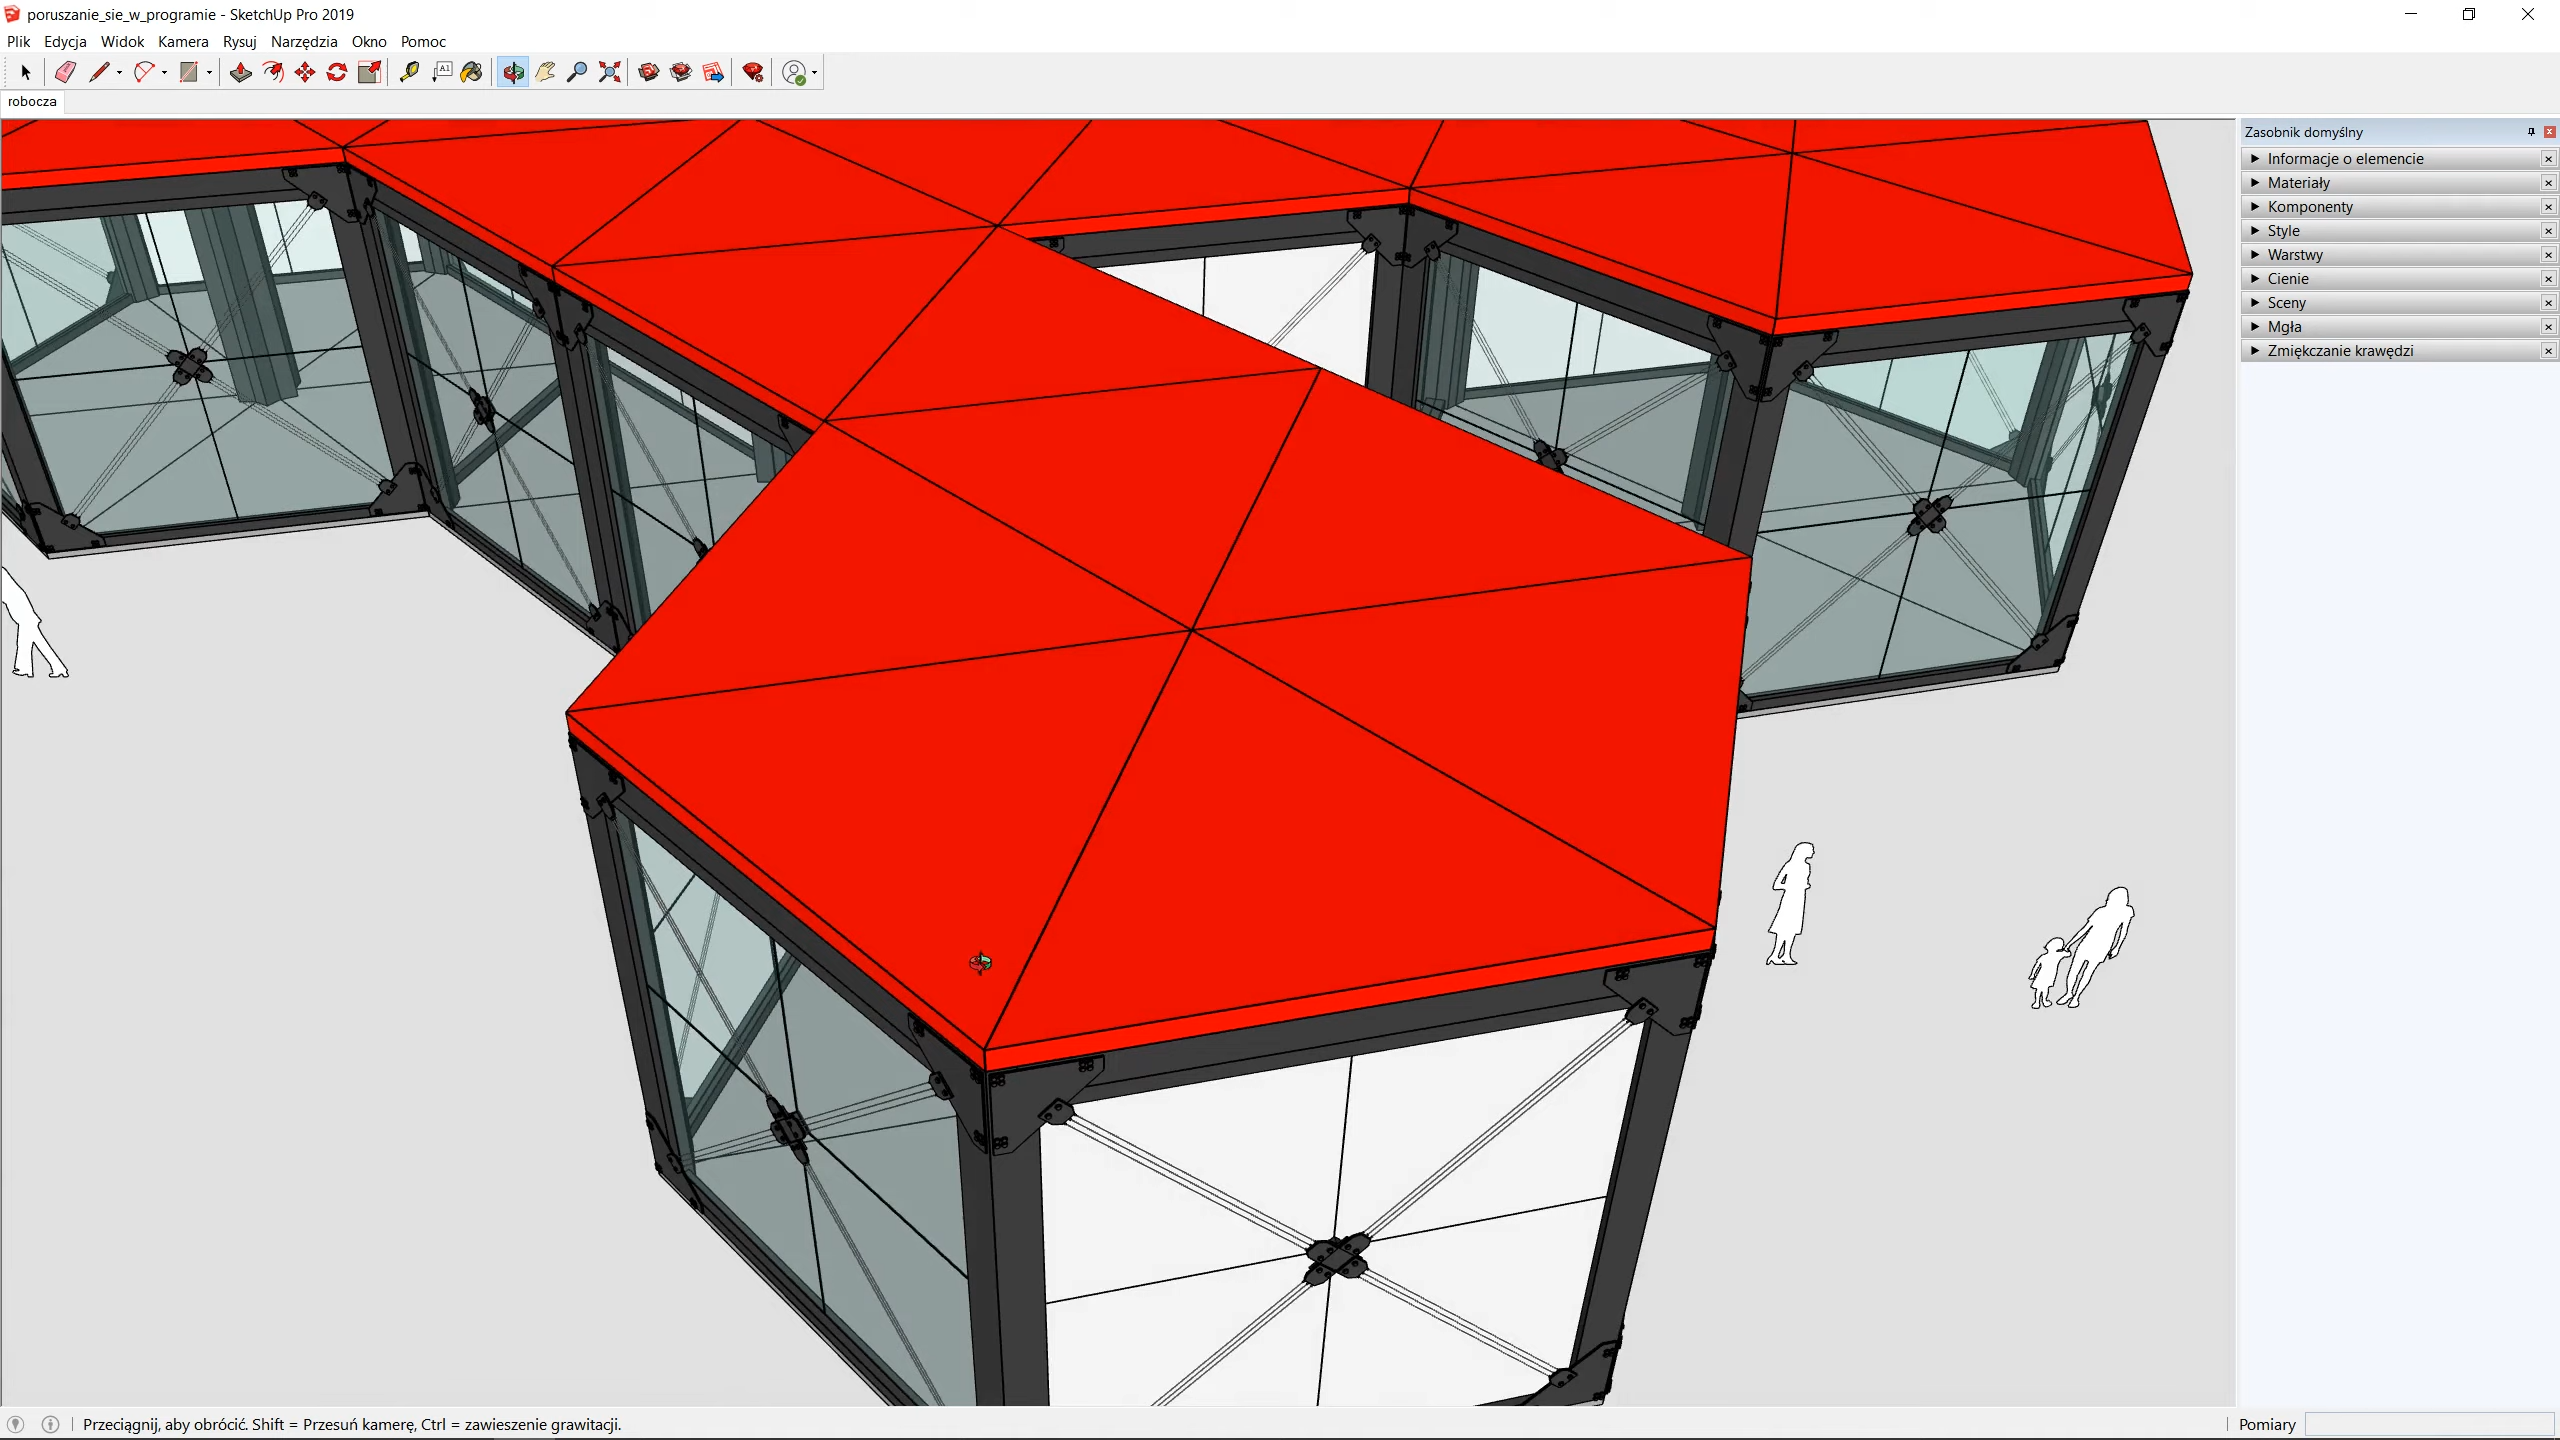 poruszanie_sie_w_programie - SketchUp Pro 2019
Plik Edycja Widok Kamera Rysuj Narzędzia Okno Pomoc
A1
robocza
Zasobnik domyślny
Informacje o elemencie
Materiały
Komponenty
Style
Warstwy
Cienie
Sceny
Mgła
Zmiękczanie krawędzi
Przeciągnij, aby obrócić. Shift = Przesuń kamerę, Ctrl = zawieszenie grawitacji.
Pomiary